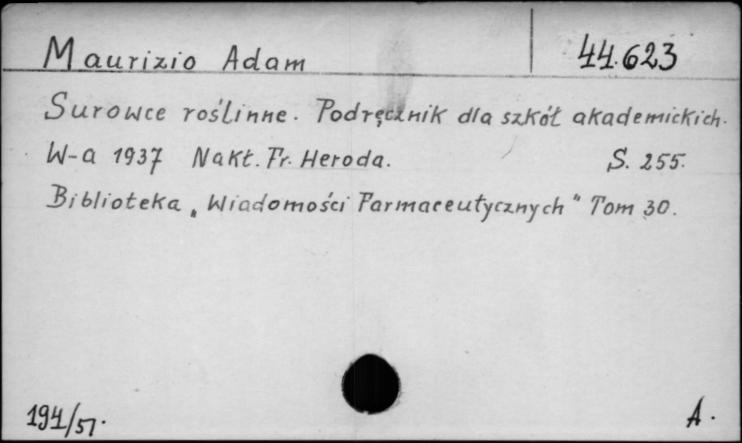 Maurizio Adam 44.623
Surowce roślinne. Podręcznik dla szkół akademickich.
W-a 1937 Nakł. Fr. Heroda. S. 255.
Biblioteka „Wiadomości Farmaceutycznych" Tom 30.
194/51. A.